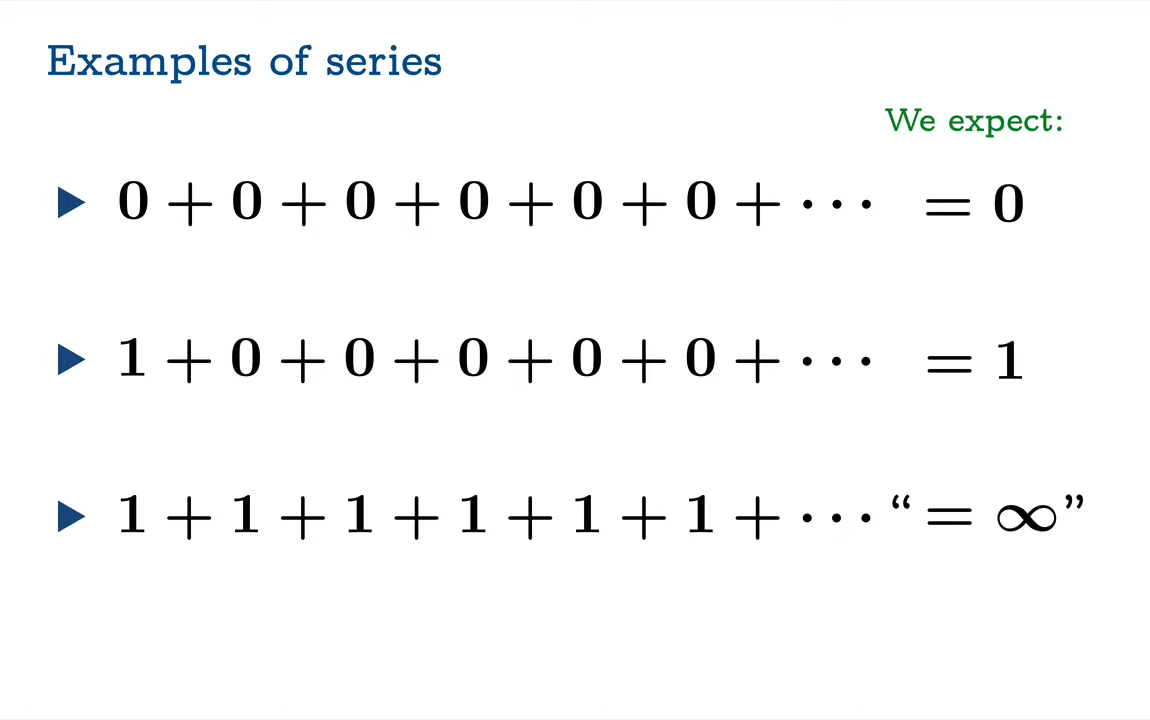 Examples of series
We expect:
▶ 0 + 0 + 0 + 0 + 0 + 0 + ··· = 0
▶ 1 + 0 + 0 + 0 + 0 + 0 + ··· = 1
▶ 1 + 1 + 1 + 1 + 1 + 1 + ··· “ = ∞”